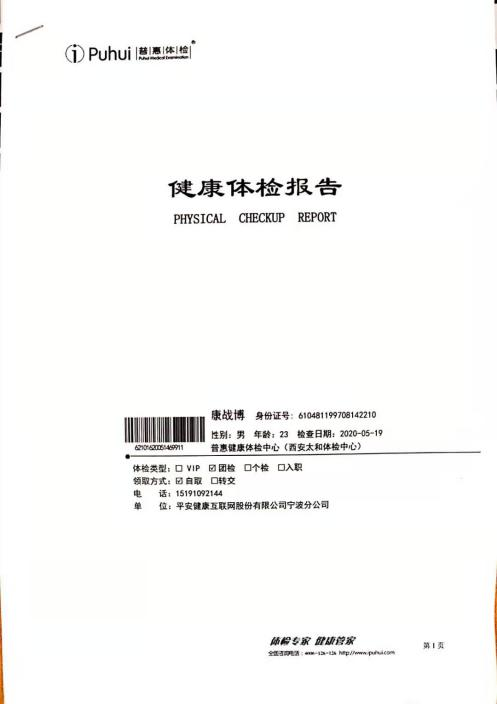 iPuhui 普惠体检®
Puhui Medical Examination
健康体检报告
PHYSICAL CHECKUP REPORT
康战博 身份证号: 610481199708142210
性别: 男 年龄: 23 检查日期: 2020-05-19
62101620051469911 普惠健康体检中心 (西安太和体检中心)
体检类型: □ VIP ☑ 团检 □个检 □入职
领取方式: ☑ 自取 □转交
电 话: 15191092144
单 位: 平安健康互联网股份有限公司宁波分公司
体检专家 健康管家
全国咨询电话: 4008-126-126 http://www.ipuhui.com
第 1 页